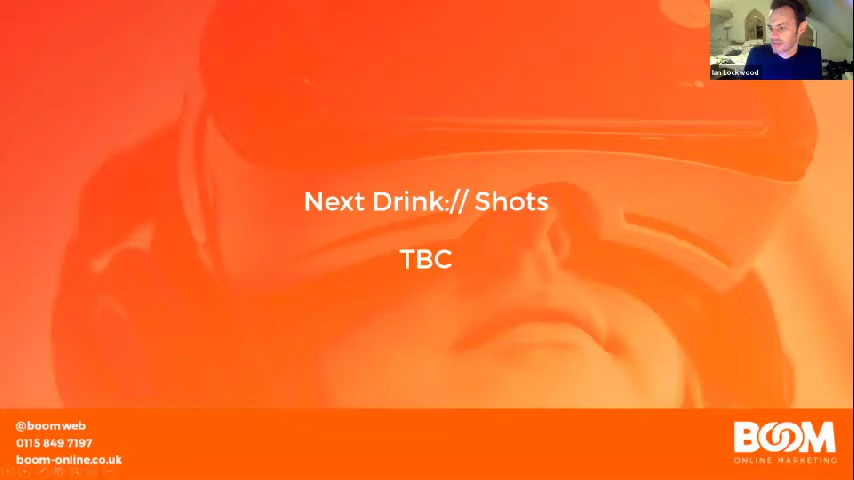 Ian Lockwood
Next Drink:// Shots
TBC
@boomweb
0115 849 7197
boom-online.co.uk
BOOM
ONLINE MARKETING